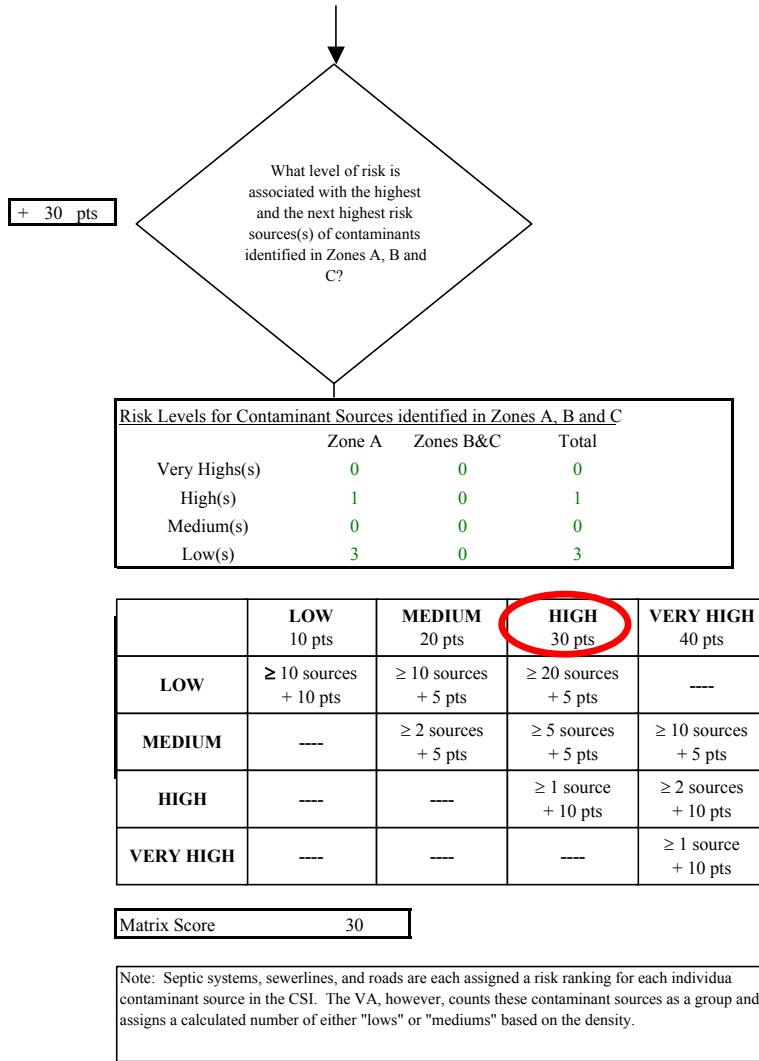 What level of risk is
associated with the highest
and the next highest risk
sources(s) of contaminants
identified in Zones A, B and
C?
+ 30 pts
Risk Levels for Contaminant Sources identified in Zones A, B and C
Zone A Zones B&C Total
Very Highs(s) 0 0 0
High(s) 1 0 1
Medium(s) 0 0 0
Low(s) 3 0 3
LOW MEDIUM HIGH VERY HIGH
10 pts 20 pts 30 pts 40 pts
LOW ≥ 10 sources ≥ 10 sources ≥ 20 sources ----
+ 10 pts + 5 pts + 5 pts
MEDIUM ---- ≥ 2 sources ≥ 5 sources ≥ 10 sources
+ 5 pts + 5 pts + 5 pts
HIGH ---- ---- ≥ 1 source ≥ 2 sources
+ 10 pts + 10 pts
VERY HIGH ---- ---- ---- ≥ 1 source
+ 10 pts
Matrix Score 30
Note: Septic systems, sewerlines, and roads are each assigned a risk ranking for each individua
contaminant source in the CSI. The VA, however, counts these contaminant sources as a group and
assigns a calculated number of either "lows" or "mediums" based on the density.